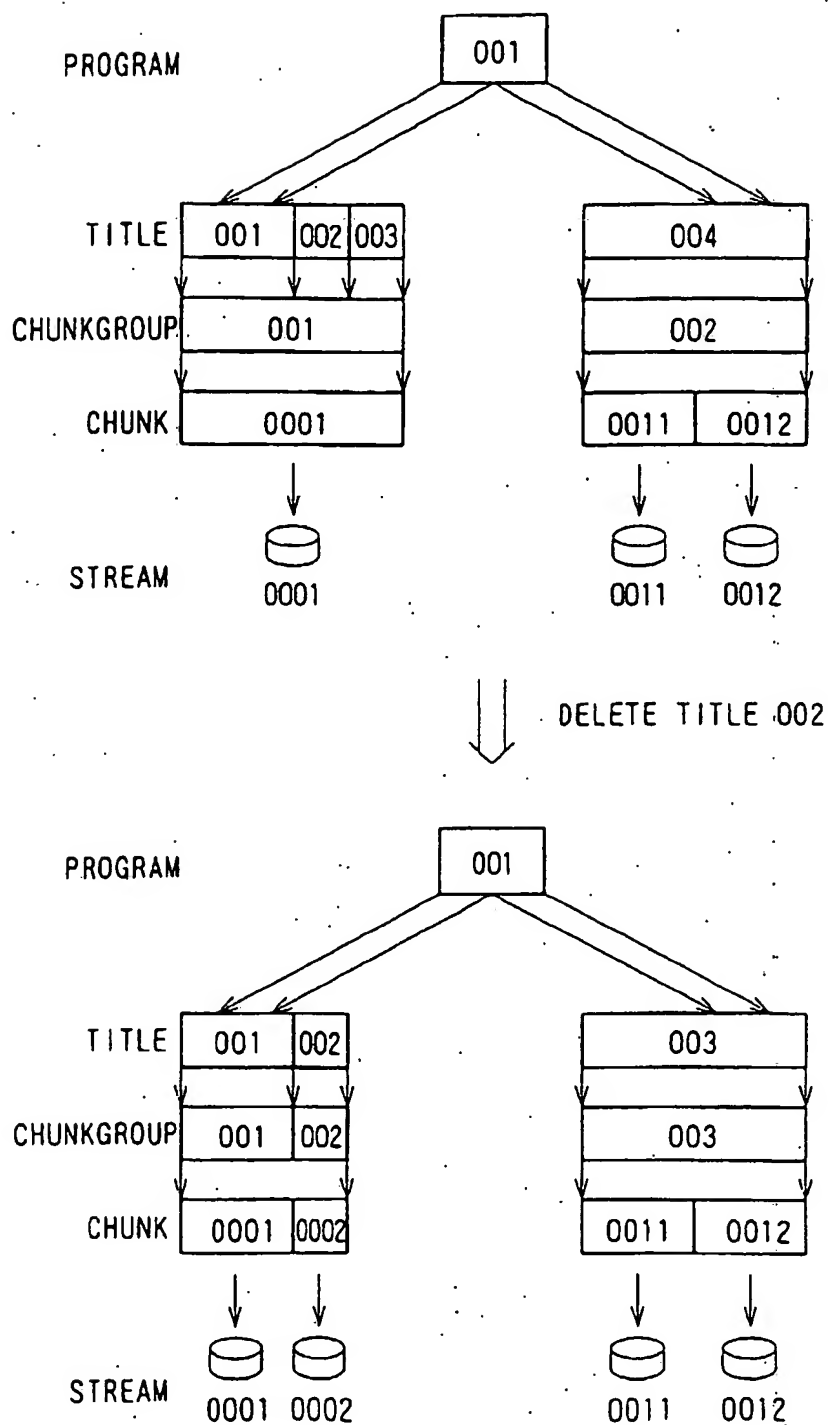 PROGRAM 001
TITLE 001 002 003 004
CHUNKGROUP 001 002
CHUNK 0001 0011 0012
STREAM 0001 0011 0012
DELETE TITLE 002
PROGRAM 001
TITLE 001 002 003
CHUNKGROUP 001 002 003
CHUNK 0001 0002 0011 0012
STREAM 0001 0002 0011 0012